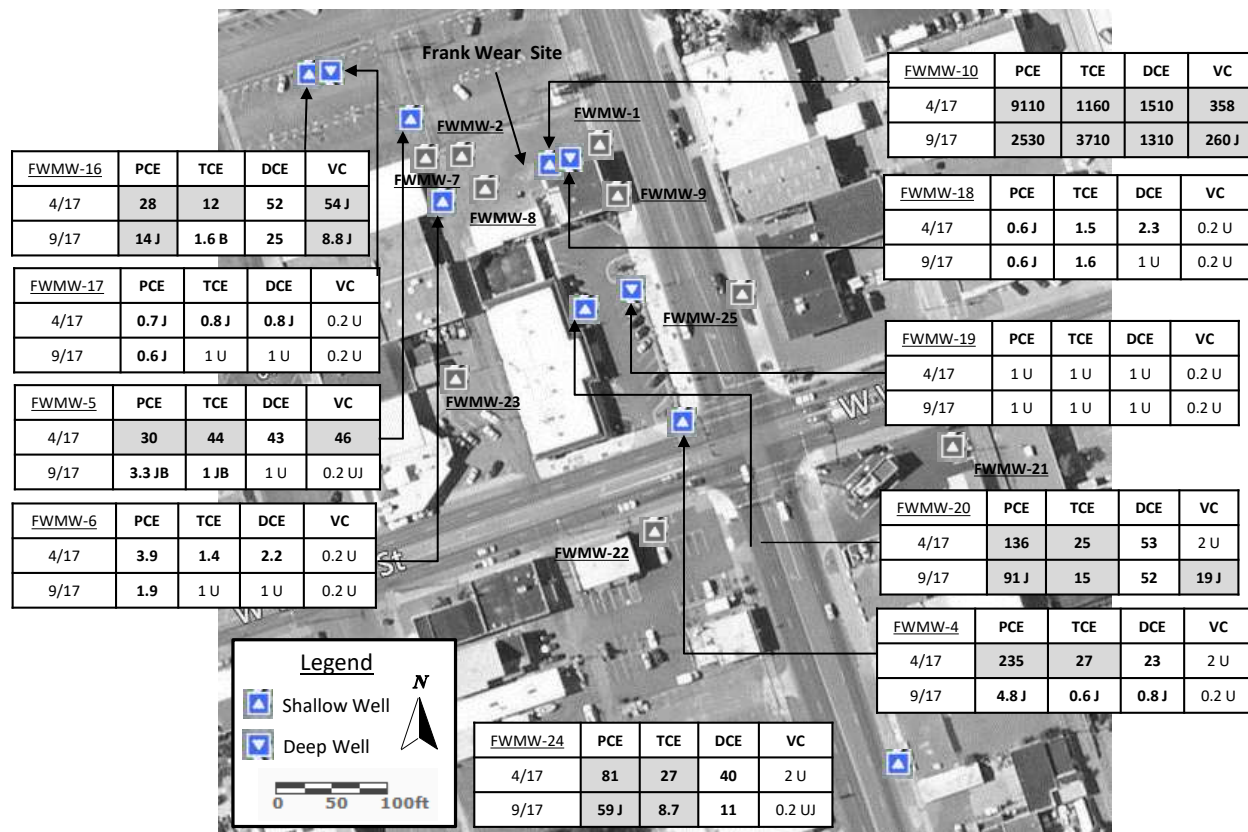 Frank Wear Site
FWMW-1
FWMW-2
FWMW-7
FWMW-8
FWMW-9
FWMW-25
FWMW-23
FWMW-21
FWMW-22
St
FWMW-16 PCE TCE DCE VC
4/17 28 12 52 54 J
9/17 14 J 1.6 B 25 8.8 J
FWMW-17 PCE TCE DCE VC
4/17 0.7 J 0.8 J 0.8 J 0.2 U
9/17 0.6 J 1 U 1 U 0.2 U
FWMW-5 PCE TCE DCE VC
4/17 30 44 43 46
9/17 3.3 JB 1 JB 1 U 0.2 UJ
FWMW-6 PCE TCE DCE VC
4/17 3.9 1.4 2.2 0.2 U
9/17 1.9 1 U 1 U 0.2 U
FWMW-10 PCE TCE DCE VC
4/17 9110 1160 1510 358
9/17 2530 3710 1310 260 J
FWMW-18 PCE TCE DCE VC
4/17 0.6 J 1.5 2.3 0.2 U
9/17 0.6 J 1.6 1 U 0.2 U
FWMW-19 PCE TCE DCE VC
4/17 1 U 1 U 1 U 0.2 U
9/17 1 U 1 U 1 U 0.2 U
FWMW-20 PCE TCE DCE VC
4/17 136 25 53 2 U
9/17 91 J 15 52 19 J
FWMW-4 PCE TCE DCE VC
4/17 235 27 23 2 U
9/17 4.8 J 0.6 J 0.8 J 0.2 U
FWMW-24 PCE TCE DCE VC
4/17 81 27 40 2 U
9/17 59 J 8.7 11 0.2 UJ
Legend
N
Shallow Well
Deep Well
0 50 100ft